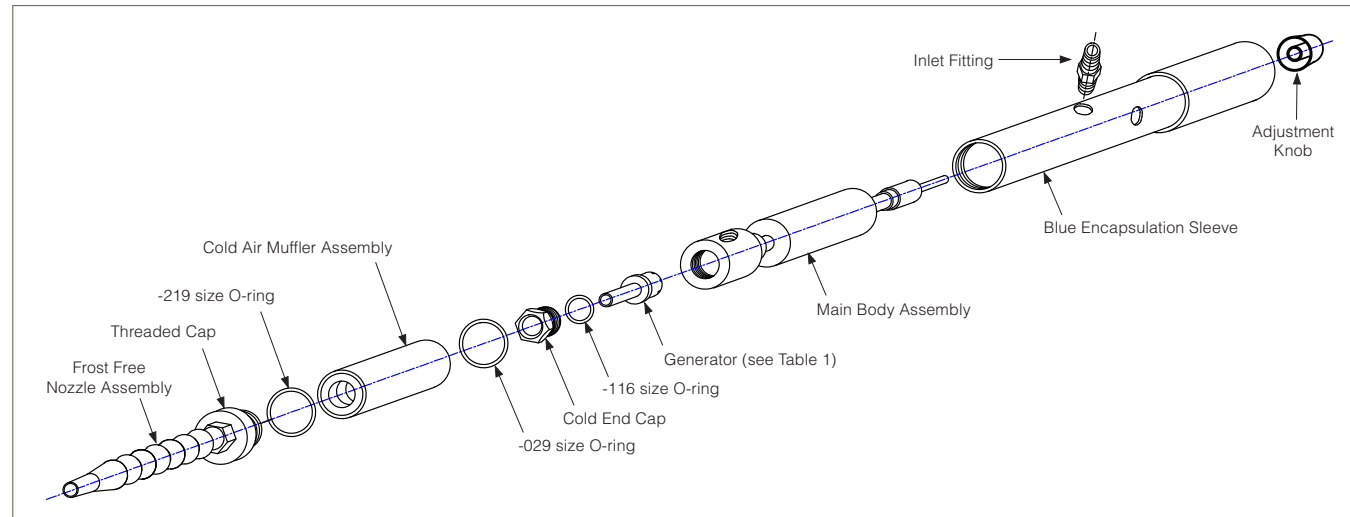 Inlet Fitting
Adjustment
Knob
Blue Encapsulation Sleeve
Cold Air Muffler Assembly
-219 size O-ring
Main Body Assembly
Threaded Cap
Generator (see Table 1)
Frost Free
Nozzle Assembly
-116 size O-ring
Cold End Cap
-029 size O-ring